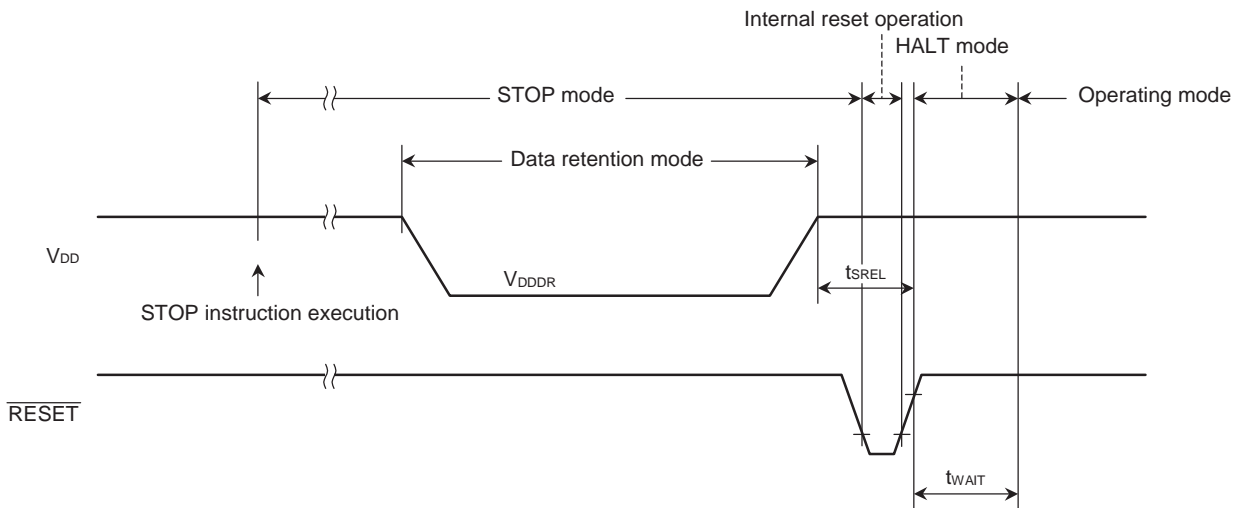 Internal reset operation
HALT mode
STOP mode
Operating mode
Data retention mode
VDD
VDDDR
tSREL
STOP instruction execution
RESET
tWAIT